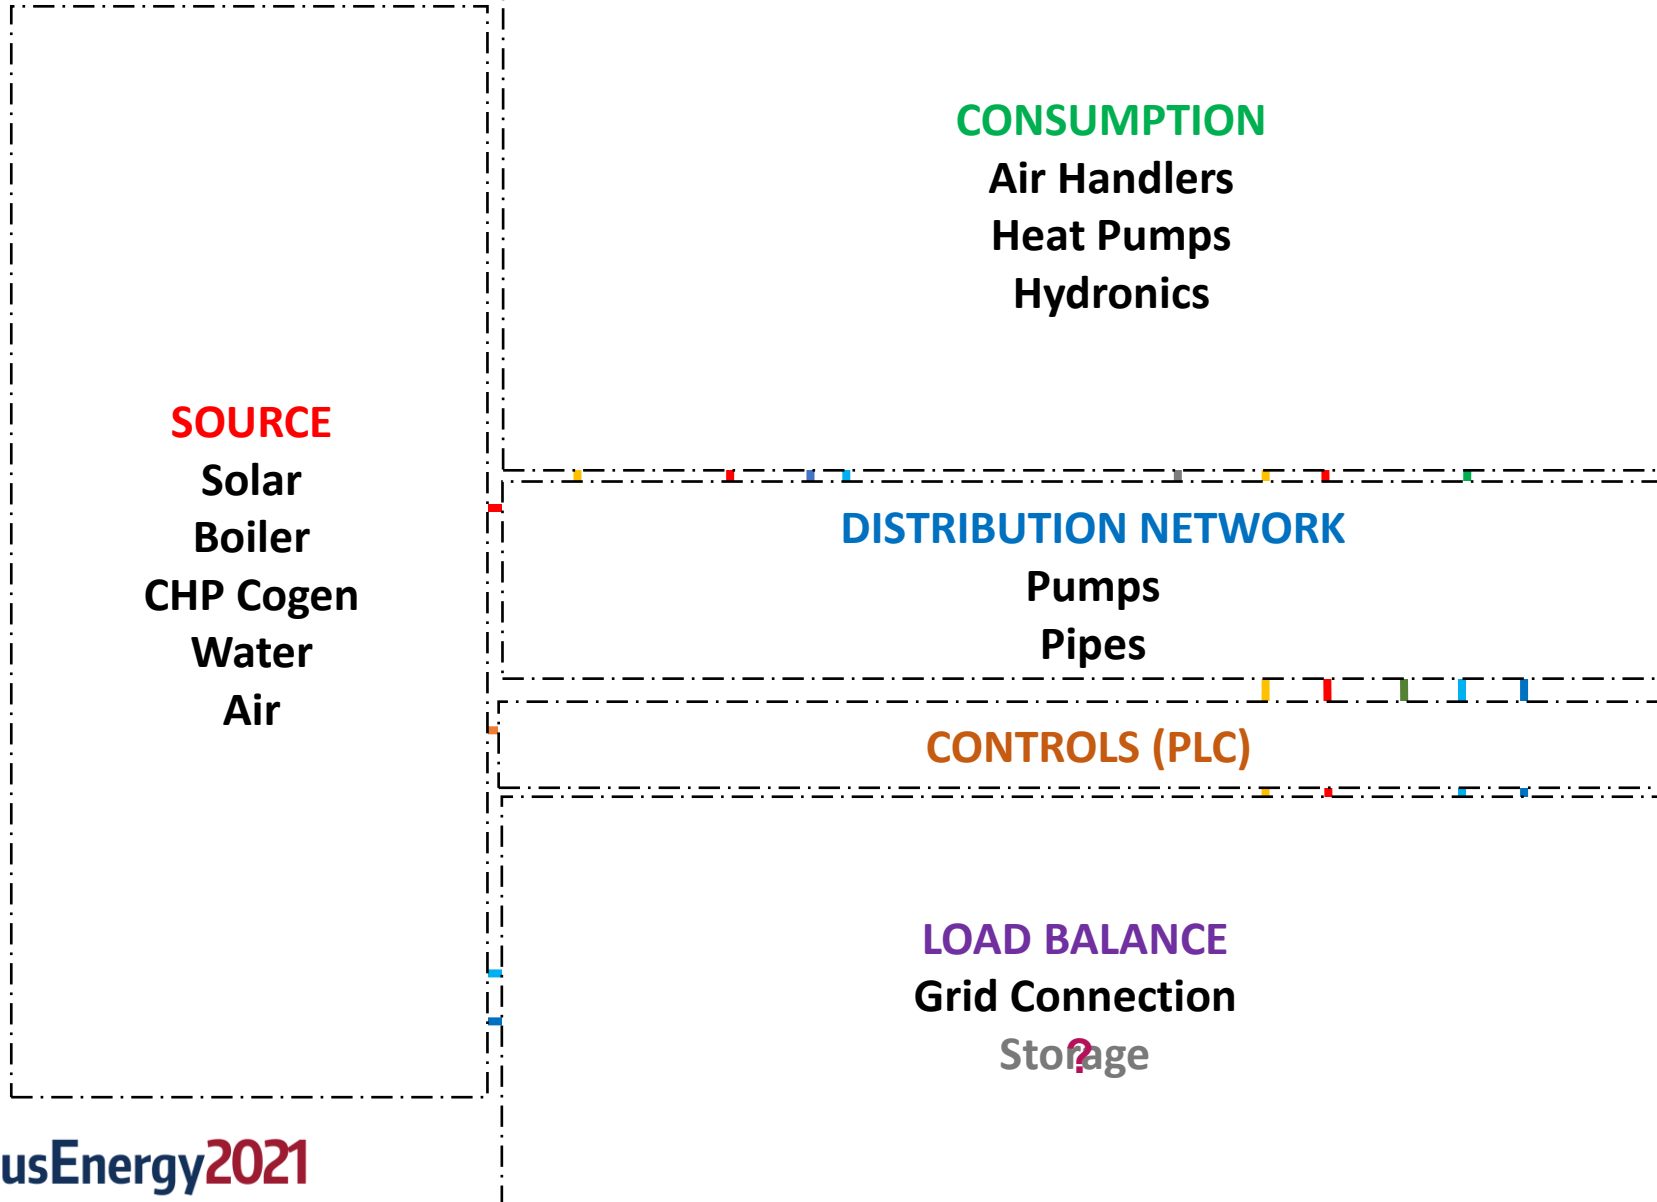 SOURCE
Solar
Boiler
CHP Cogen
Water
Air
CONSUMPTION
Air Handlers
Heat Pumps
Hydronics
DISTRIBUTION NETWORK
Pumps
Pipes
CONTROLS (PLC)
LOAD BALANCE
Grid Connection
Storage
?
usEnergy2021